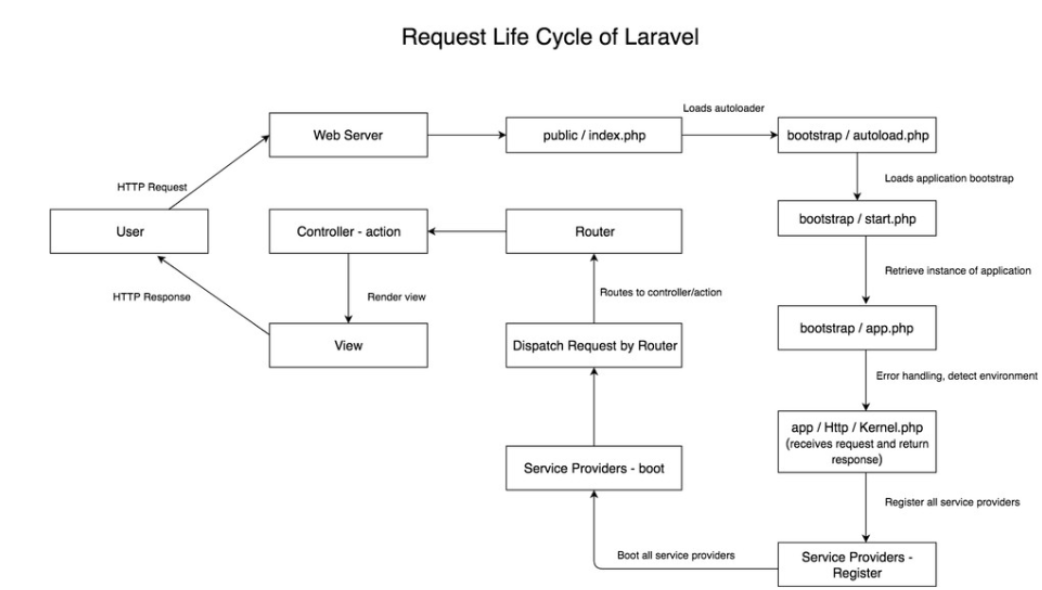 Request Life Cycle of Laravel
Loads autoloader
Web Server
public / index.php
bootstrap / autoload.php
HTTP Request
Loads application bootstrap
User
Controller - action
Router
bootstrap / start.php
Retrieve instance of application
HTTP Response
Render view
Routes to controller/action
View
Dispatch Request by Router
bootstrap / app.php
Error handling, detect environment
app / Http / Kernel.php
(receives request and return
response)
Service Providers - boot
Register all service providers
Boot all service providers
Service Providers -
Register